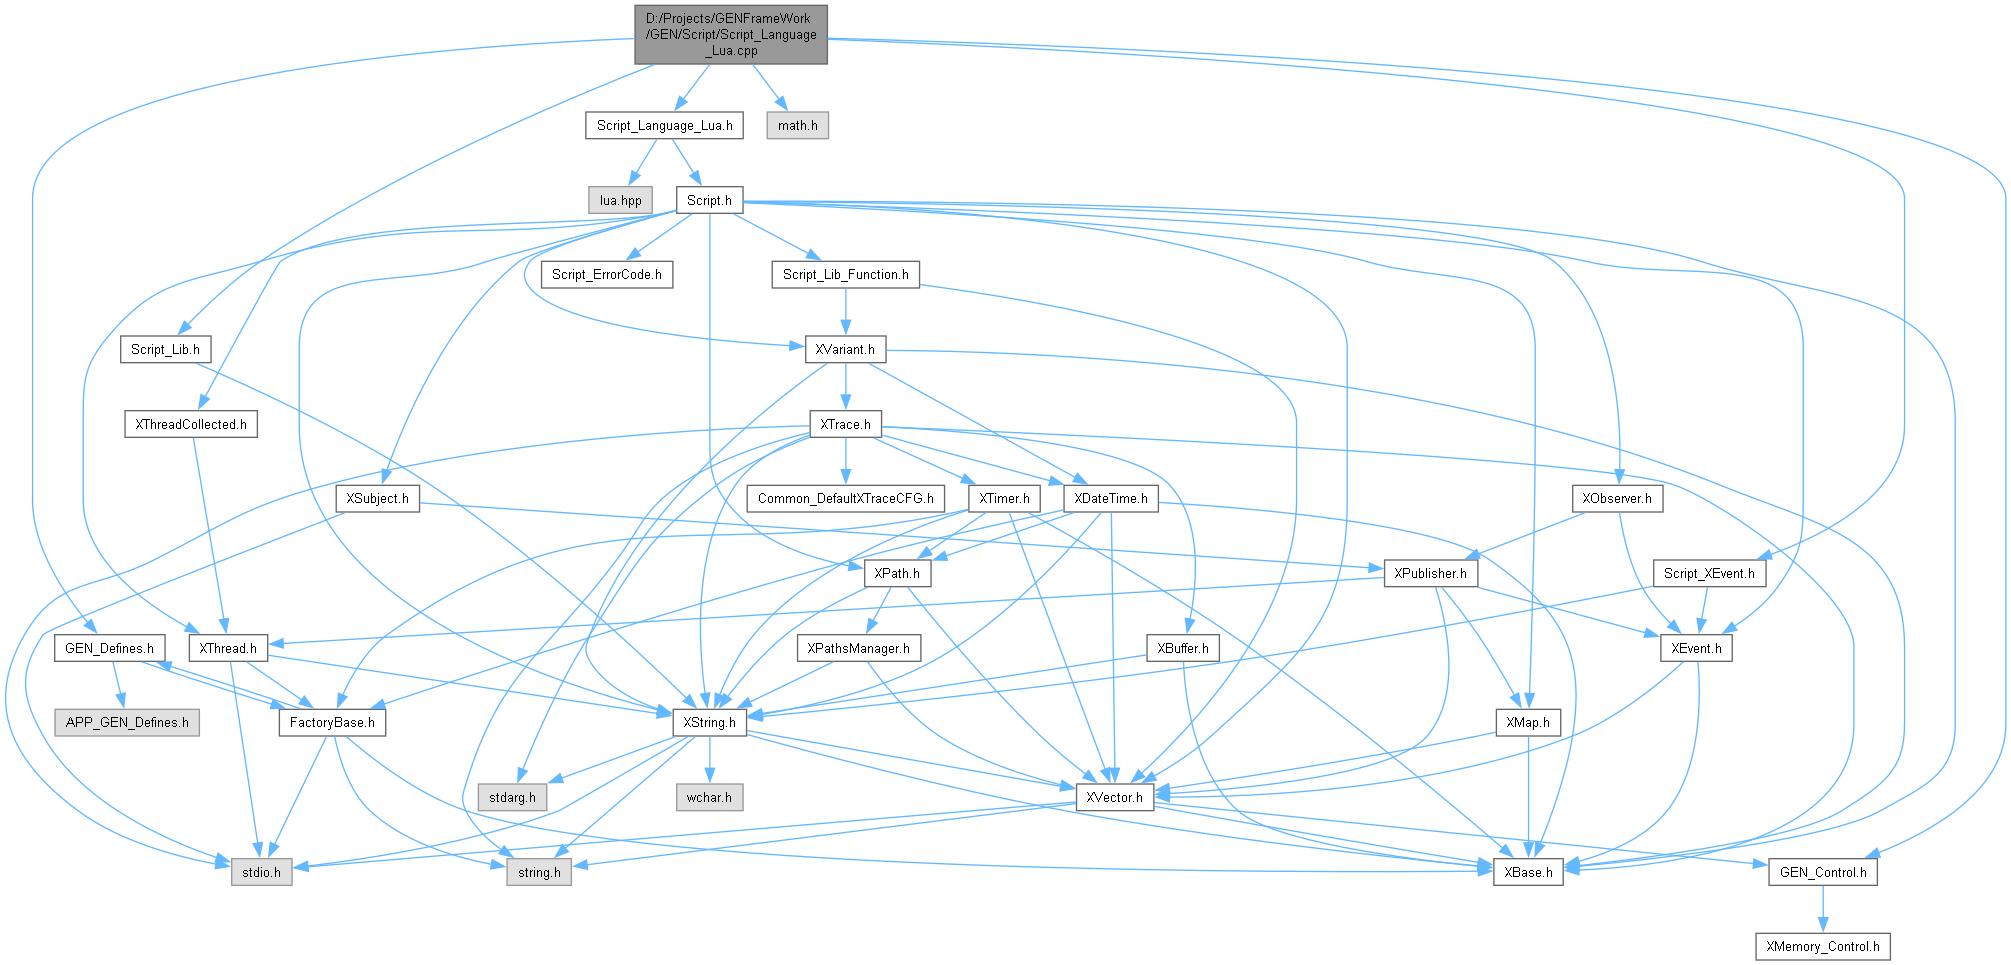 D:/Projects/GENFrameWork
/GEN/Script/Script_Language
_Lua.cpp
Script_Language_Lua.h
math.h
lua.hpp
Script.h
Script_ErrorCode.h
Script_Lib_Function.h
Script_Lib.h
XVariant.h
XThreadCollected.h
XTrace.h
XSubject.h
Common_DefaultXTraceCFG.h
XTimer.h
XDateTime.h
XObserver.h
XPath.h
XPublisher.h
Script_XEvent.h
GEN_Defines.h
XThread.h
XPathsManager.h
XBuffer.h
XEvent.h
APP_GEN_Defines.h
FactoryBase.h
XString.h
XMap.h
stdarg.h
wchar.h
XVector.h
stdio.h
string.h
XBase.h
GEN_Control.h
XMemory_Control.h